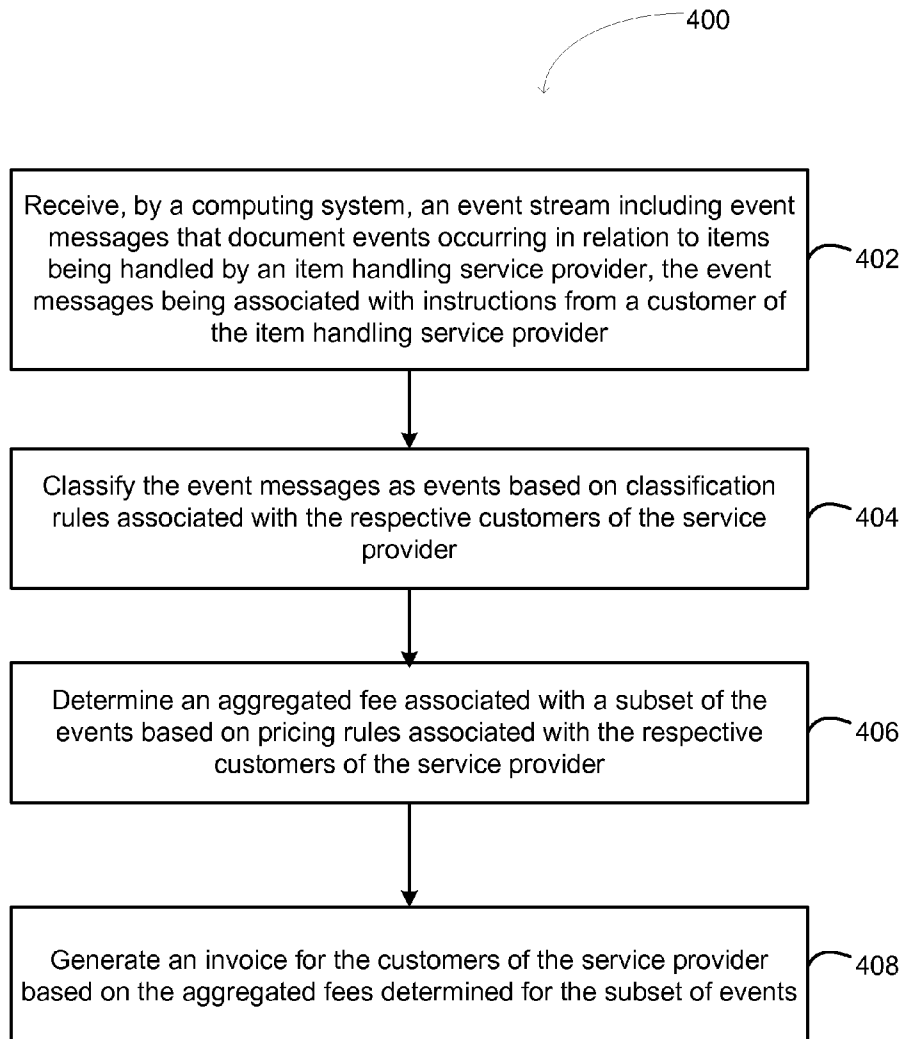 400
Receive, by a computing system, an event stream including event
messages that document events occurring in relation to items
being handled by an item handling service provider, the event
messages being associated with instructions from a customer of
the item handling service provider
402
Classify the event messages as events based on classification
rules associated with the respective customers of the service
provider
404
Determine an aggregated fee associated with a subset of the
events based on pricing rules associated with the respective
customers of the service provider
406
Generate an invoice for the customers of the service provider
based on the aggregated fees determined for the subset of events
408